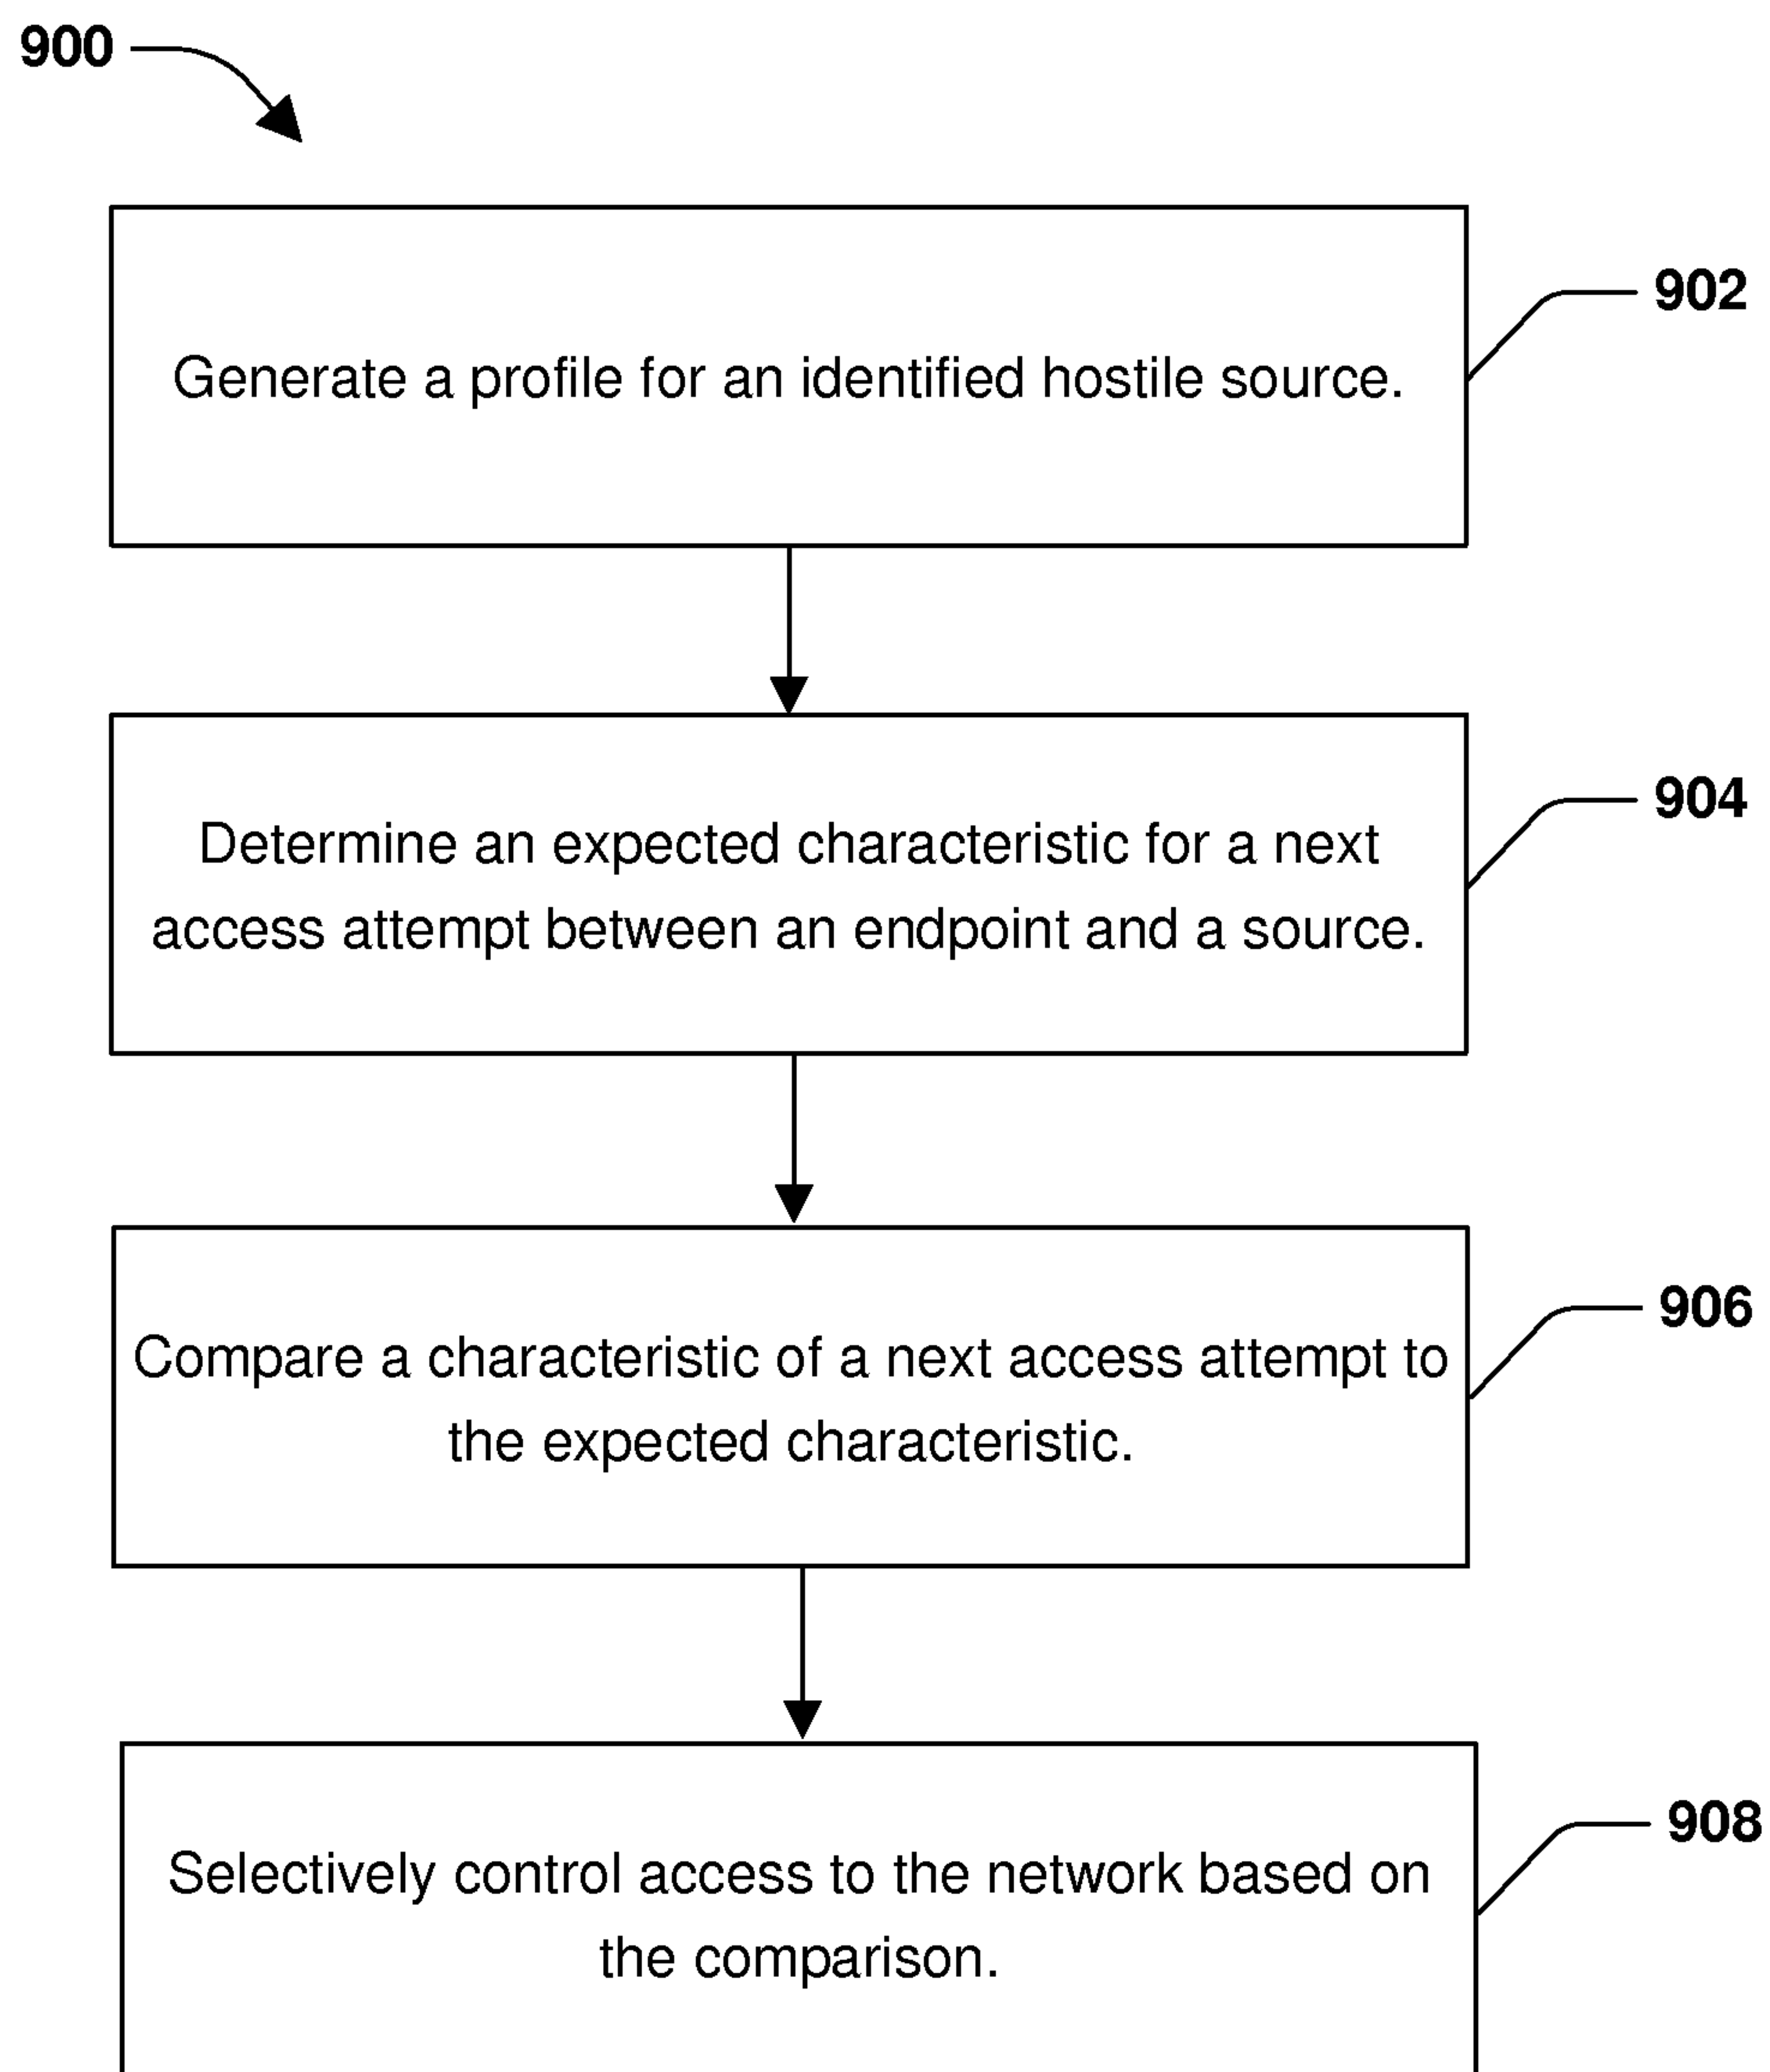 900
902
Generate a profile for an identified hostile source.
904
Determine an expected characteristic for a next
access attempt between an endpoint and a source.
906
Compare a characteristic of a next access attempt to
the expected characteristic.
908
Selectively control access to the network based on
the comparison.